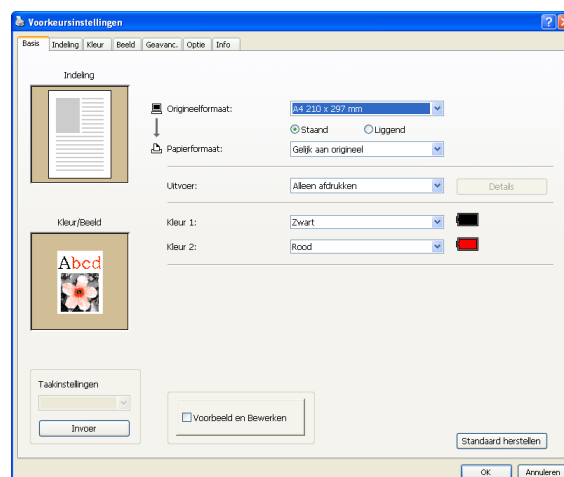 Voorkeursinstellingen
Basis Indeling Kleur Beeld Geavanc. Optie Info
Indeling
Origineelformaat: A4 210 x 297 mm
Staand Liggend
Papierformaat: Gelijk aan origineel
Uitvoer: Alleen afdrukken Details
Kleur/Beeld
Kleur 1: Zwart
Kleur 2: Rood
Abcd
Taakinstellingen
Voorbeeld en Bewerken
Invoer
Standaard herstellen
OK Annuleren